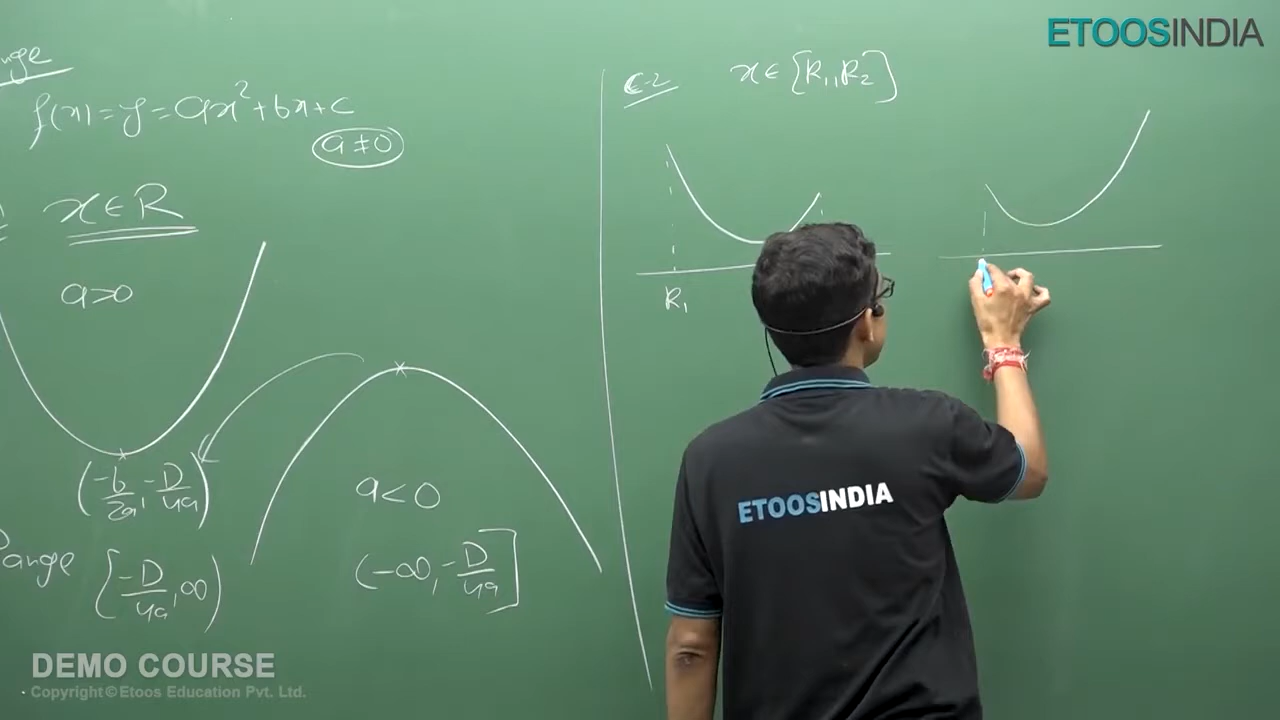 ETOOSINDIA
nge
f(x)=y=ax²+bx+c
a≠0
x∈R
a>0
(-b/2a, -D/4a)
Range [-D/4a, ∞)
a<0
(-∞, -D/4a]
C-2 x∈[R₁,R₂]
R₁
ETOOSINDIA
DEMO COURSE
Copyright © Etoos Education Pvt. Ltd.